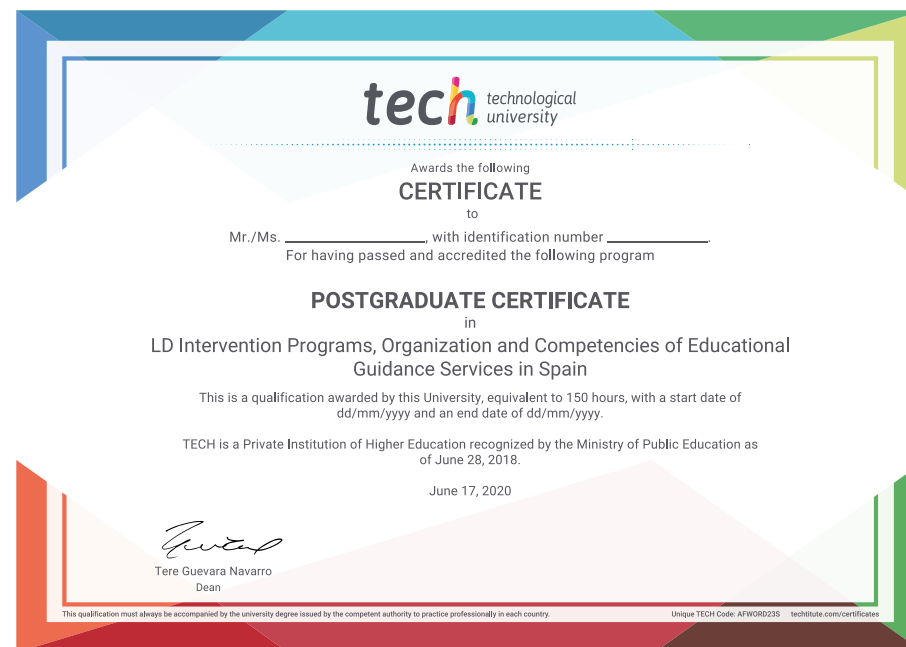 tech technological
university
Awards the following
CERTIFICATE
to
Mr./Ms. ____________________, with identification number ______________.
For having passed and accredited the following program
POSTGRADUATE CERTIFICATE
in
LD Intervention Programs, Organization and Competencies of Educational
Guidance Services in Spain
This is a qualification awarded by this University, equivalent to 150 hours, with a start date of
dd/mm/yyyy and an end date of dd/mm/yyyy.
TECH is a Private Institution of Higher Education recognized by the Ministry of Public Education as
of June 28, 2018.
June 17, 2020
Tere Guevara Navarro
Dean
This qualification must always be accompanied by the university degree issued by the competent authority to practice professionally in each country.
Unique TECH Code: AFWORD23S techtitute.com/certificates